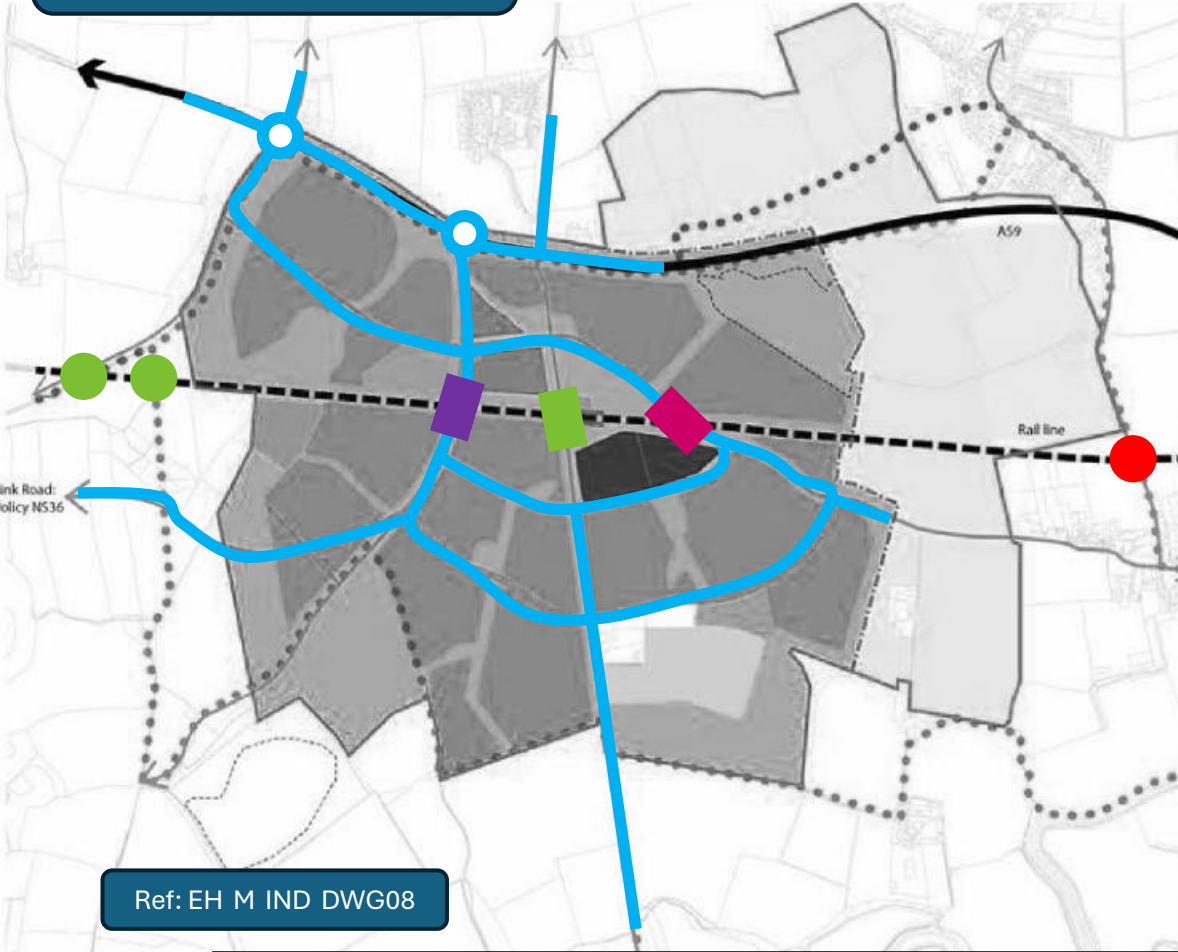 A59
Rail line
ink Road:
olicy NS36
Ref: EH M IND DWG08